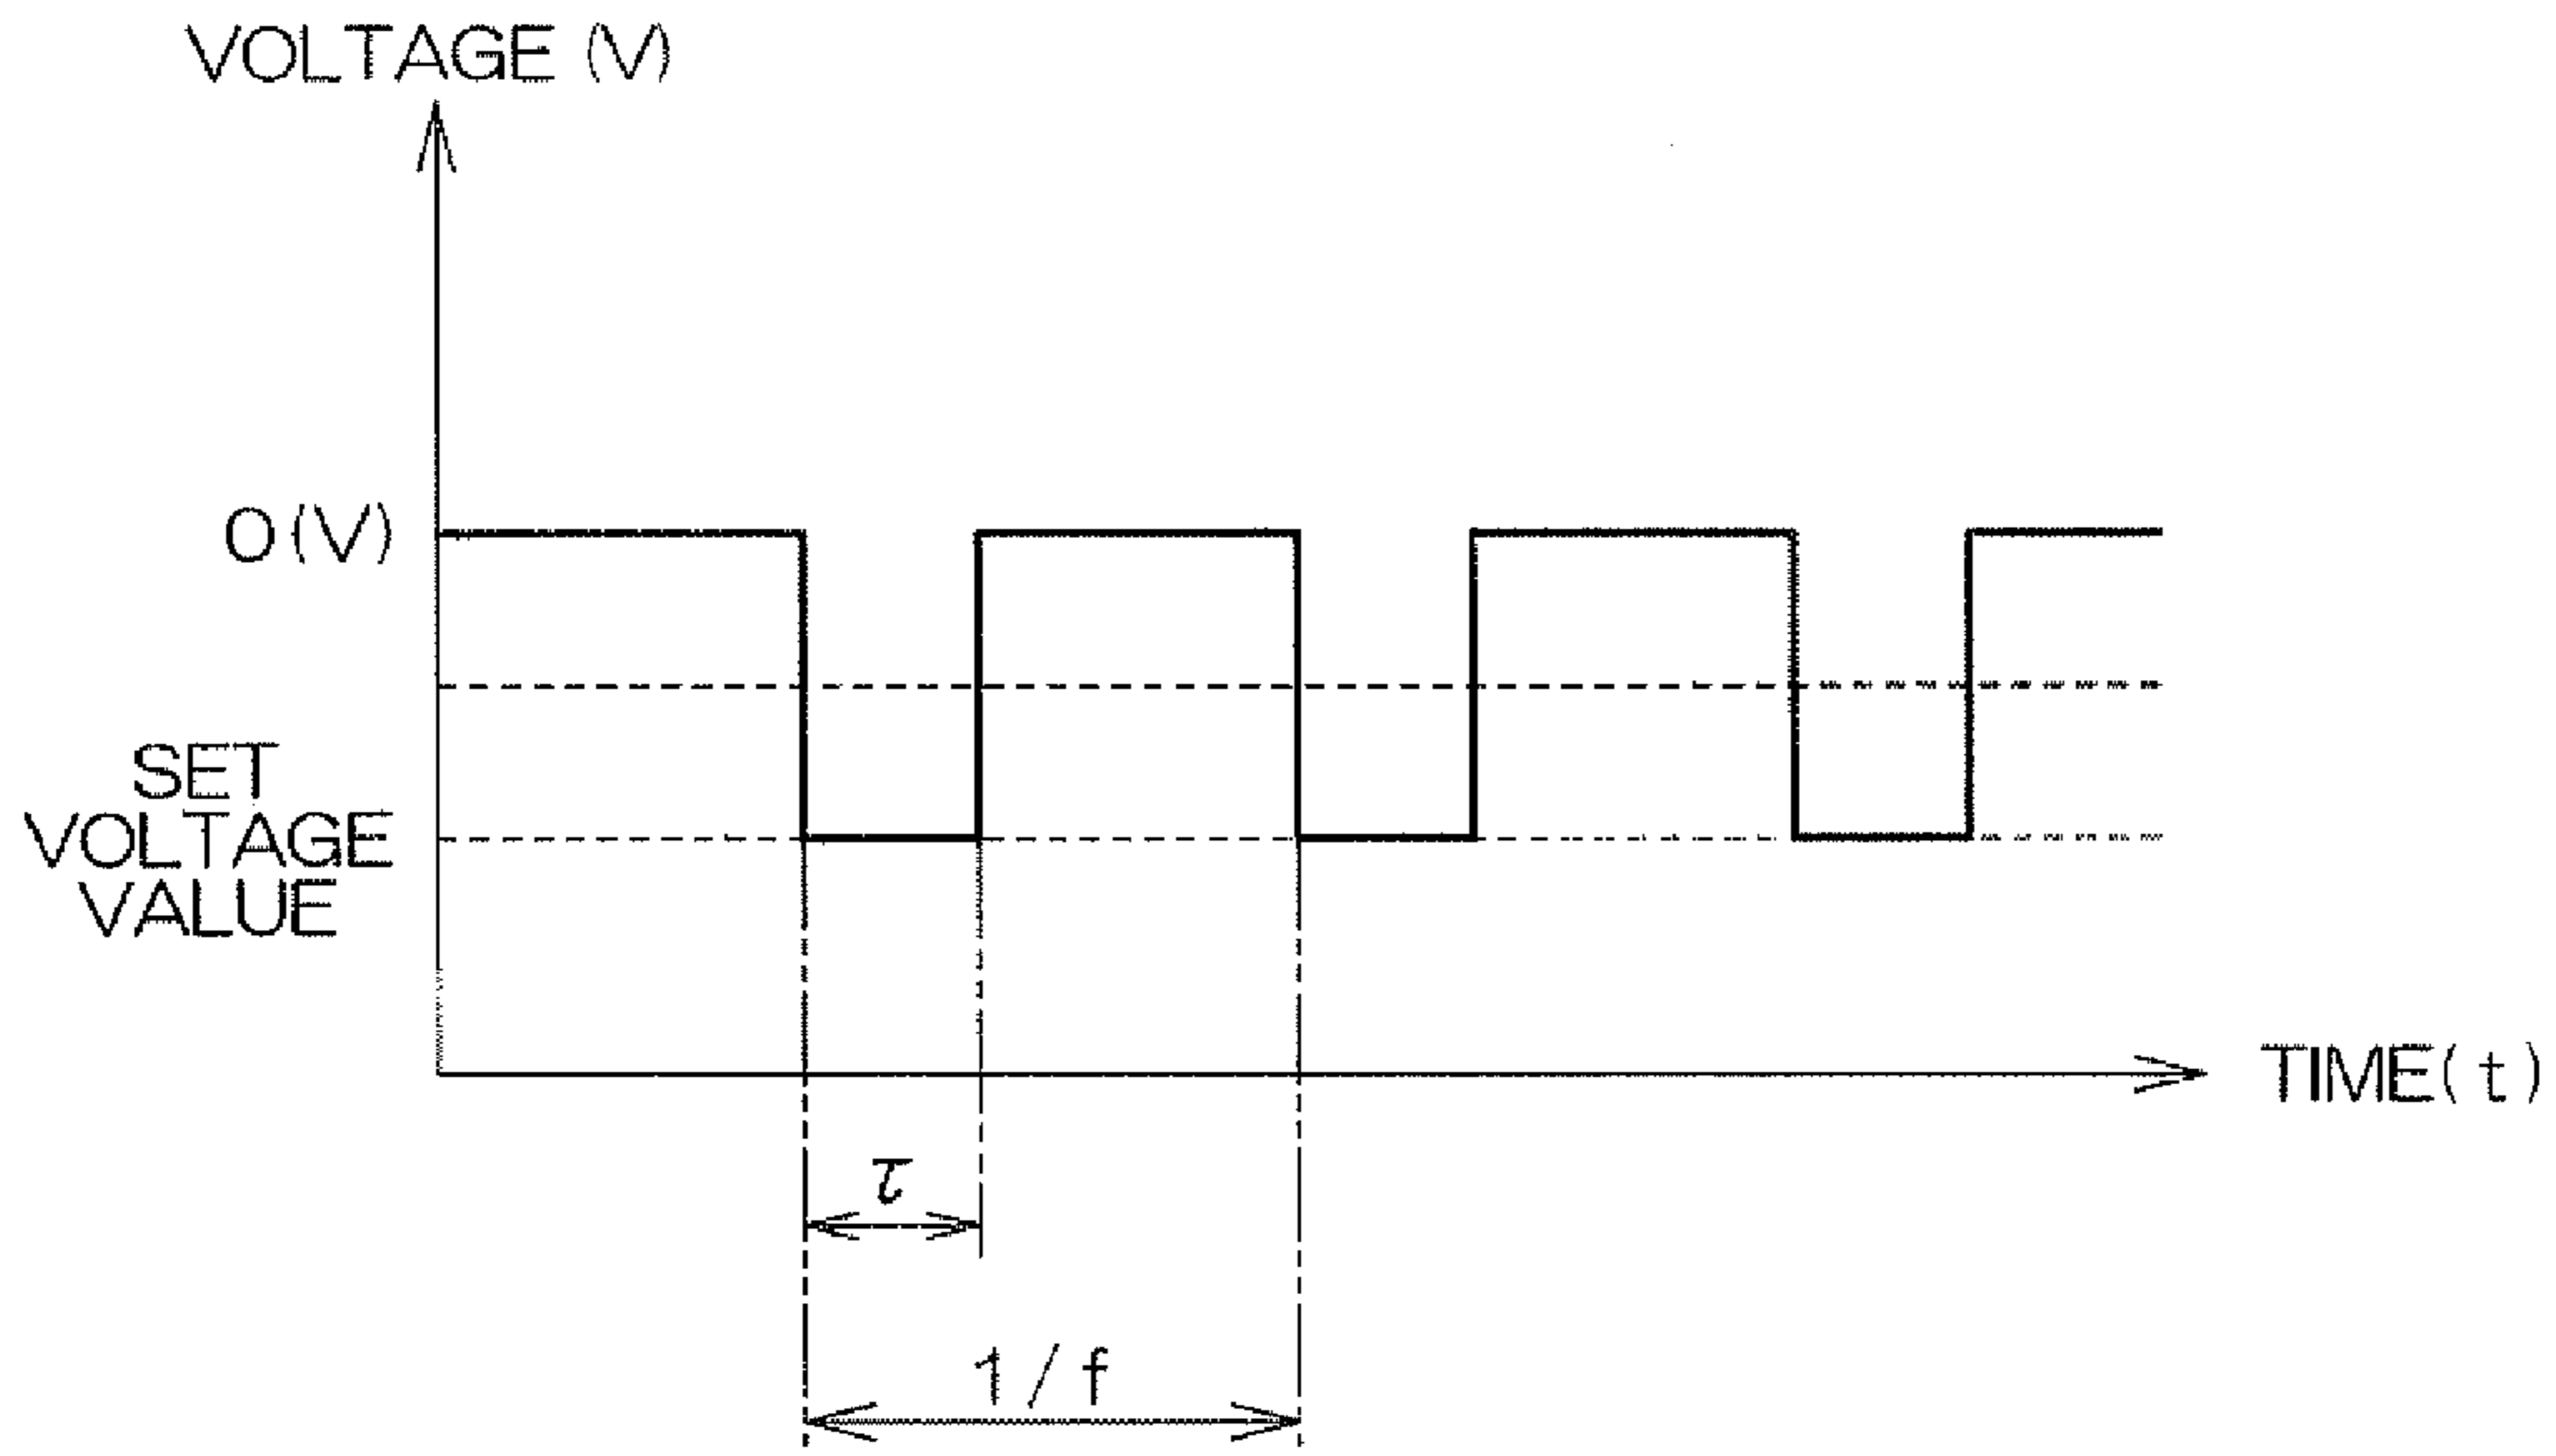 VOLTAGE (V)
0 (V)
SET
VOLTAGE
VALUE
TIME(t)
τ
1/f